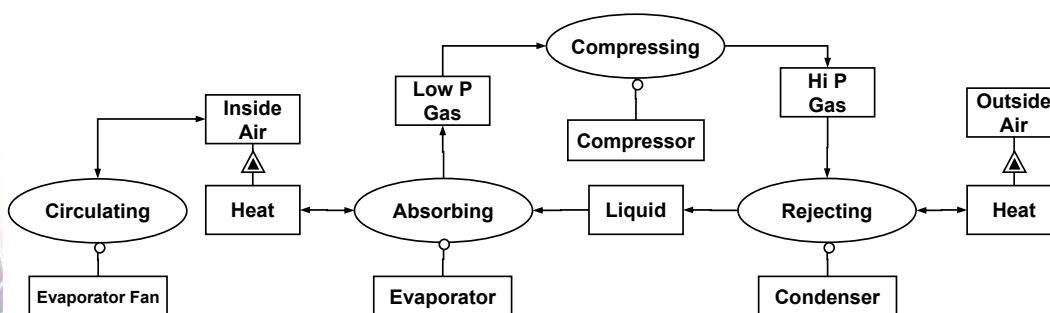 Compressing
Low P
Gas
Hi P
Gas
Inside
Air
Outside
Air
Compressor
Circulating
Heat
Absorbing
Liquid
Rejecting
Heat
Evaporator Fan
Evaporator
Condenser